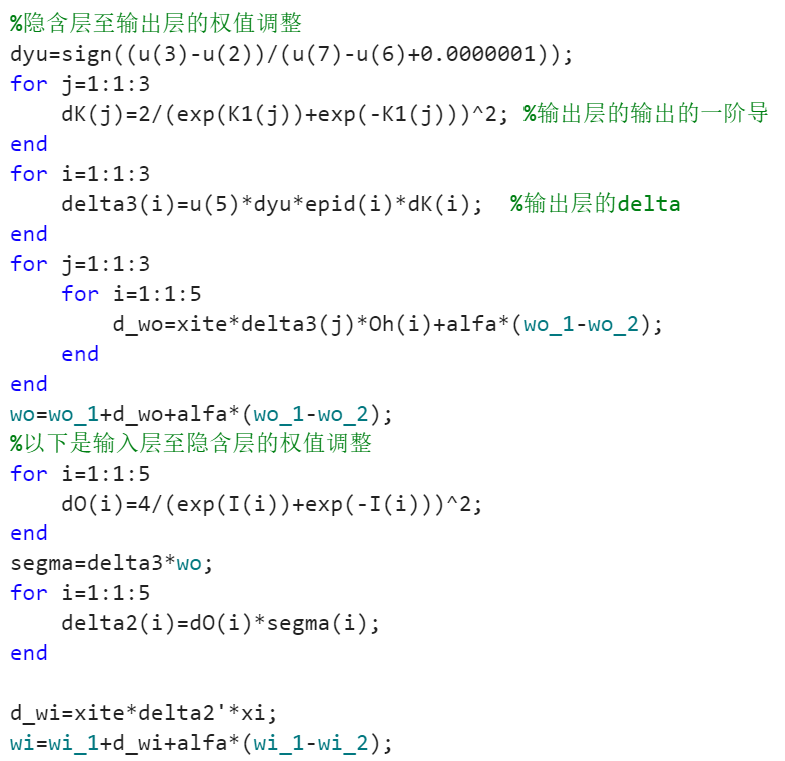 %隐含层至输出层的权值调整
dyu=sign((u(3)-u(2))/(u(7)-u(6)+0.0000001));
for j=1:1:3
    dK(j)=2/(exp(K1(j))+exp(-K1(j)))^2; %输出层的输出的一阶导
end
for i=1:1:3
    delta3(i)=u(5)*dyu*epid(i)*dK(i);  %输出层的delta
end
for j=1:1:3
    for i=1:1:5
        d_wo=xite*delta3(j)*Oh(i)+alfa*(wo_1-wo_2);
    end
end
wo=wo_1+d_wo+alfa*(wo_1-wo_2);
%以下是输入层至隐含层的权值调整
for i=1:1:5
    dO(i)=4/(exp(I(i))+exp(-I(i)))^2;
end
segma=delta3*wo;
for i=1:1:5
    delta2(i)=dO(i)*segma(i);
end

d_wi=xite*delta2'*xi;
wi=wi_1+d_wi+alfa*(wi_1-wi_2);